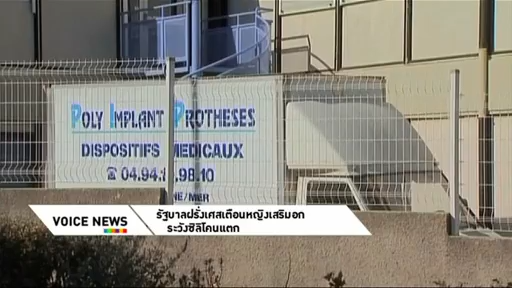 POLY IMPLANT PROTHESES
DISPOSITIFS MEDICAUX
NE/MER
VOICE NEWS
รัฐบาลฝรั่งเศสเตือนหญิงเสริมอก
ระวังซิลิโคนแตก